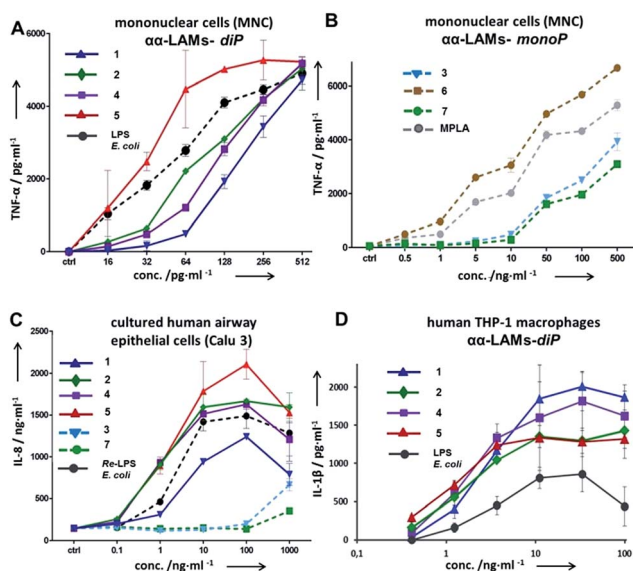 A
mononuclear cells (MNC)
αα-LAMs- diP
TNF-α / pg·ml⁻¹
6000
4000
2000
0
1
2
4
5
LPS
E. coli
ctrl 16 32 64 128 256 512
conc. /pg·ml⁻¹
B
mononuclear cells (MNC)
αα-LAMs- monoP
TNF-α / pg·ml⁻¹
8000
6000
4000
2000
0
3
6
7
MPLA
ctrl 0.5 1 5 10 50 100 500
conc. /ng·ml⁻¹
C
cultured human airway
epithelial cells (Calu 3)
IL-8 / ng·ml⁻¹
2500
2000
1500
1000
500
0
1
2
4
5
3
7
Re-LPS
E. coli
ctrl 0.1 1 10 100 1000
conc. / ng·ml⁻¹
D
human THP-1 macrophages
αα-LAMs-diP
IL-1β / pg·ml⁻¹
2000
1500
1000
500
0
1
4
2
5
LPS
E. coli
0,1 1 10 100
conc. / ng·ml⁻¹